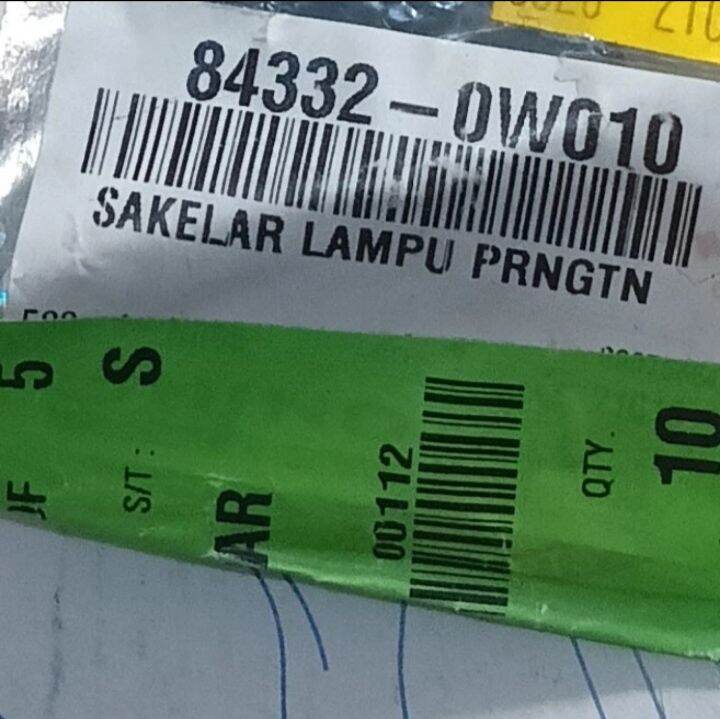 84332-0W010
SAKELAR LAMPU PRNGTN
5
S
S/T :
AR
00112
QTY.
10